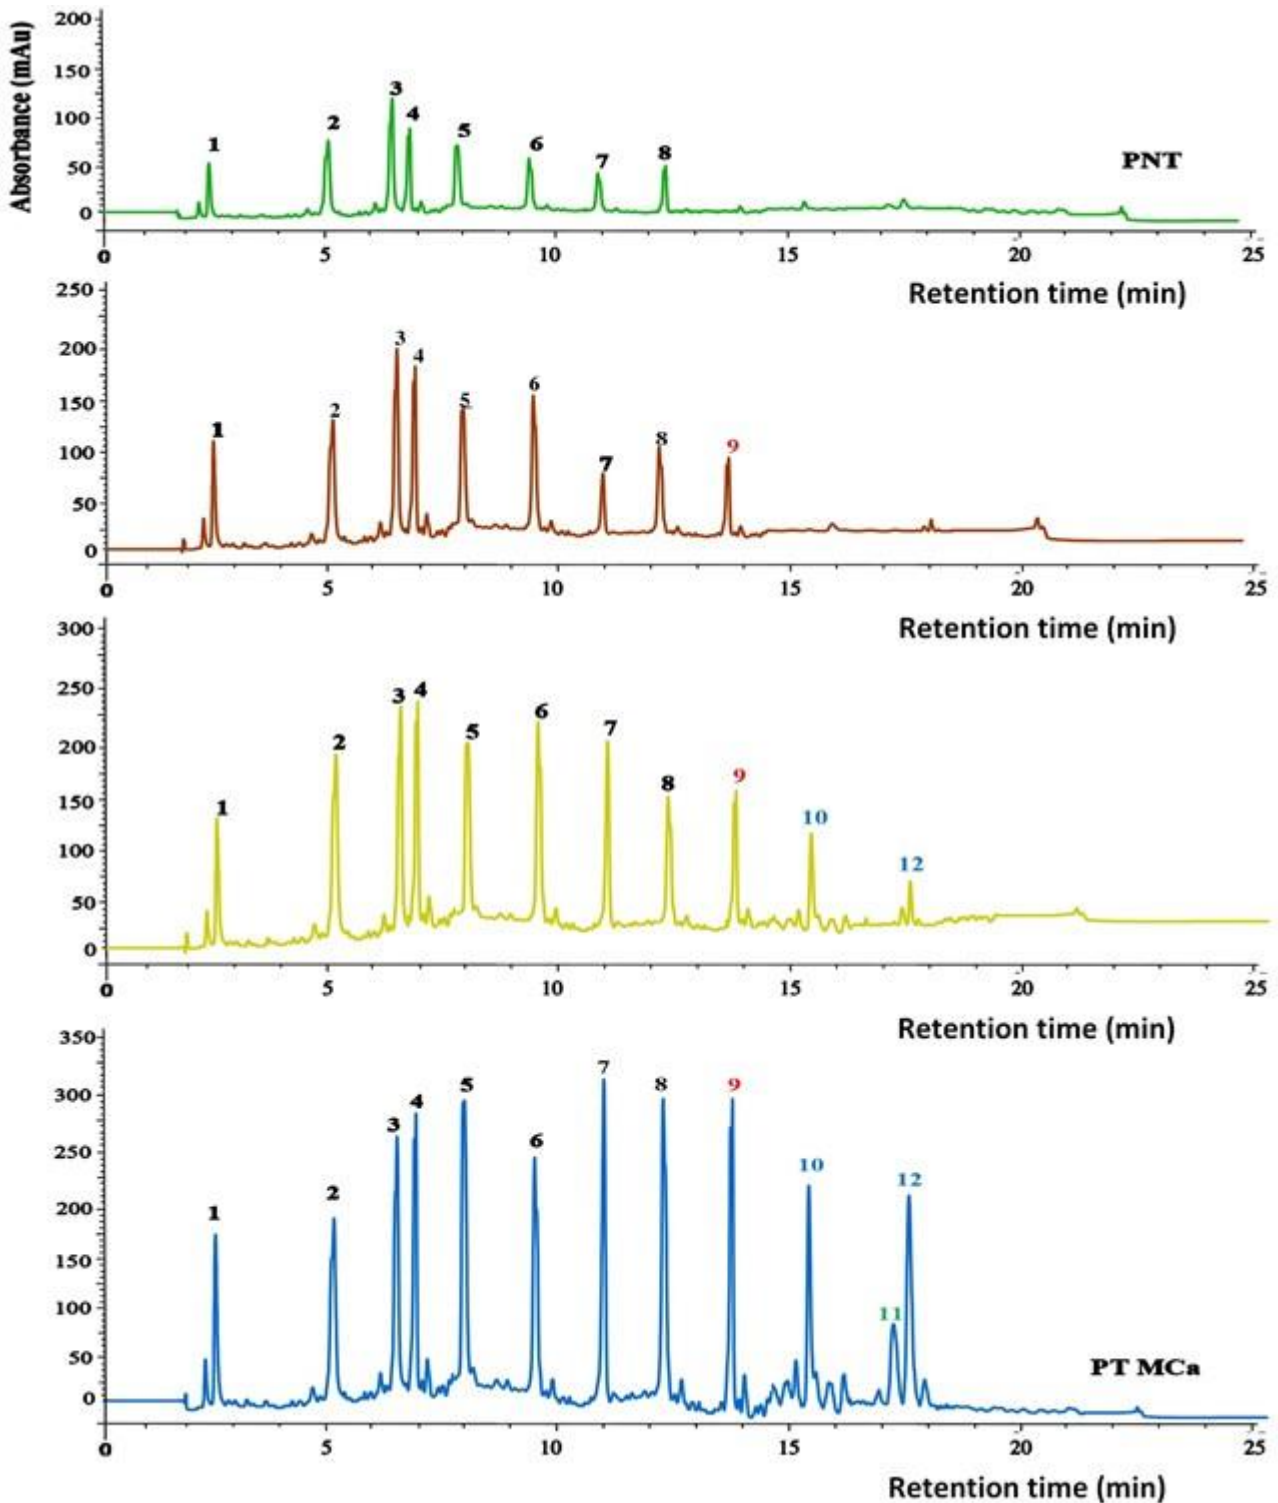 Absorbance (mAu)
200
150
100
50
0
1 2 3 4 5 6 7 8
PNT
0 5 10 15 20 25
Retention time (min)
250
200
150
100
50
0
1 2 3 4 5 6 7 8 9
0 5 10 15 20 25
Retention time (min)
300
250
200
150
100
50
0
1 2 3 4 5 6 7 8 9 10 12
0 5 10 15 20 25
Retention time (min)
350
300
250
200
150
100
50
0
1 2 3 4 5 6 7 8 9 10 11 12
PT MCa
0 5 10 15 20 25
Retention time (min)